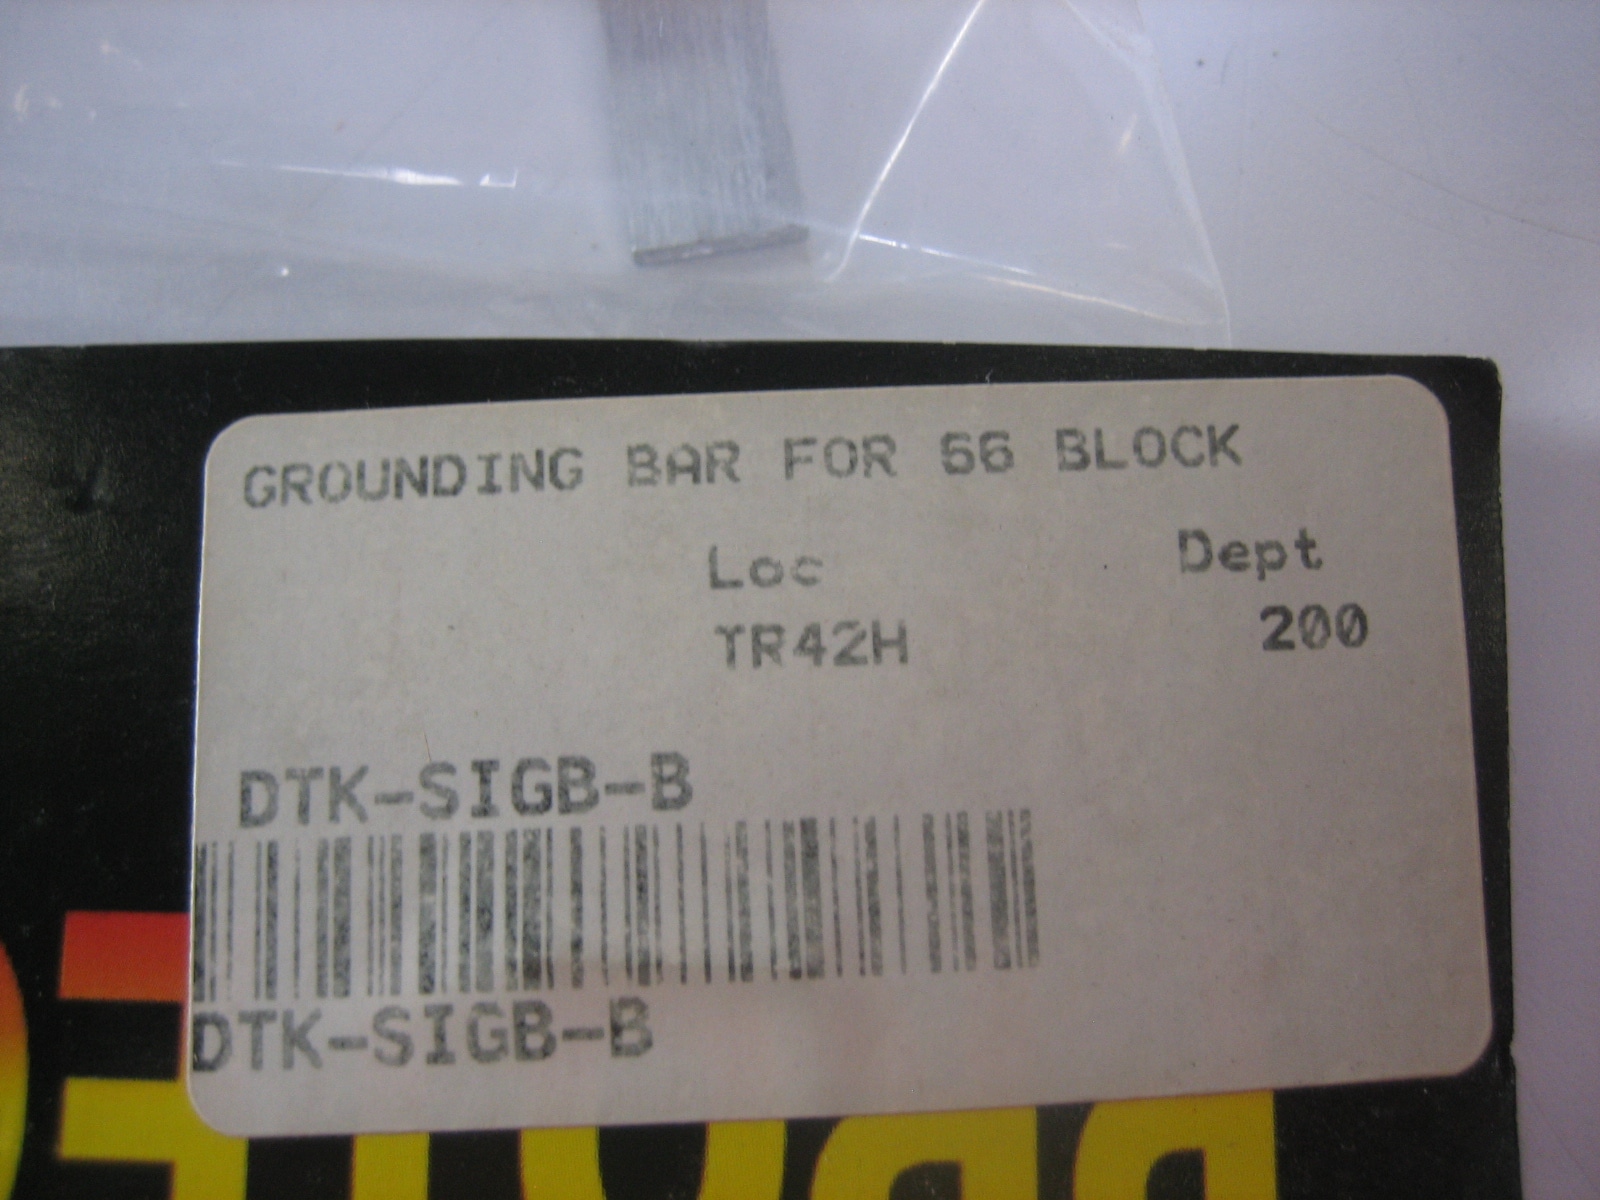 GROUNDING BAR FOR 66 BLOCK
Loc Dept
TR42H 200
DTK-SIGB-B
DTK-SIGB-B